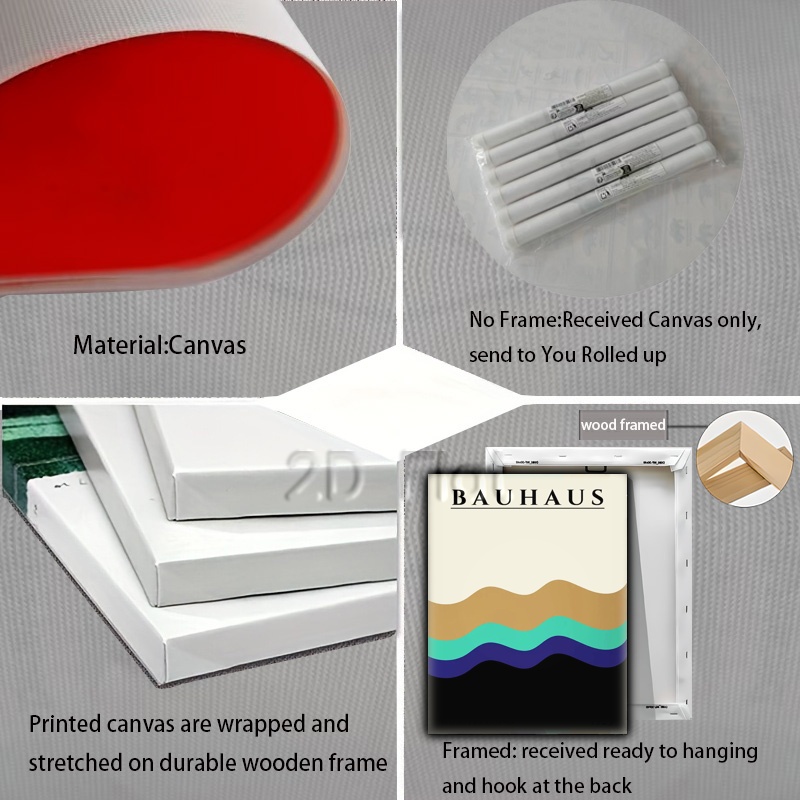 Material:Canvas
No Frame:Received Canvas only,
send to You Rolled up
wood framed
2D
BAUHAUS
Printed canvas are wrapped and
stretched on durable wooden frame
Framed: received ready to hanging
and hook at the back